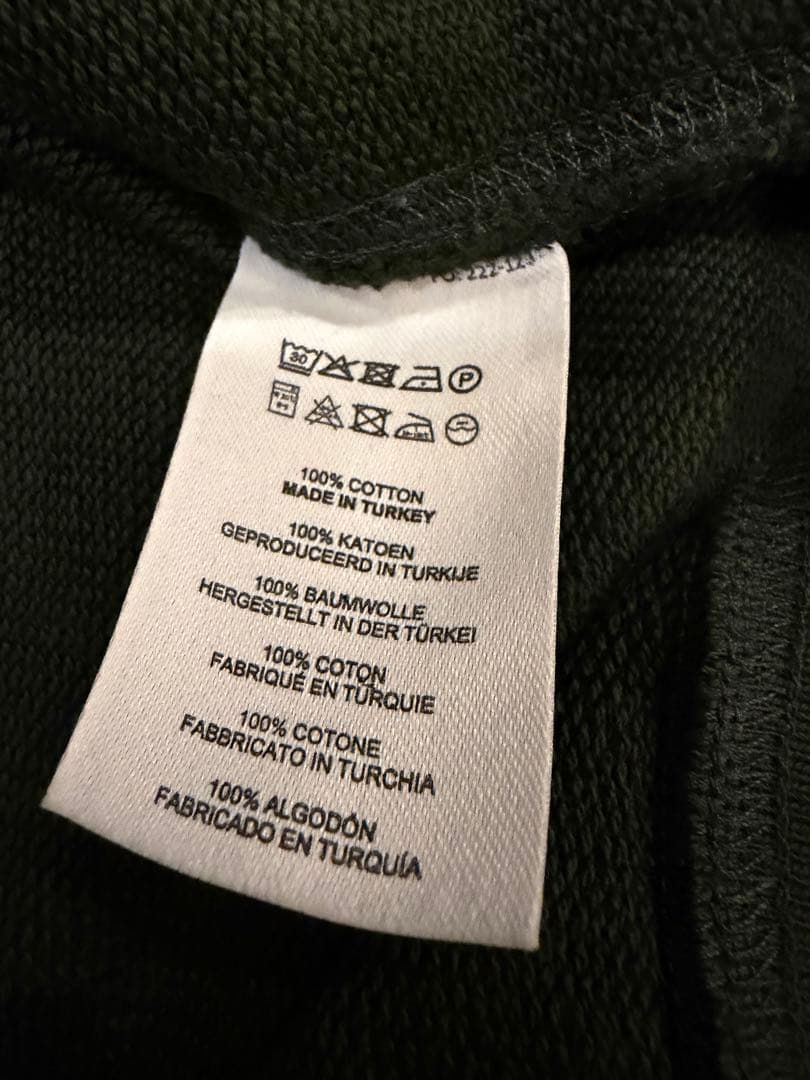 30
P
100% COTTON
MADE IN TURKEY
100% KATOEN
GEPRODUCEERD IN TURKIJE
100% BAUMWOLLE
HERGESTELLT IN DER TÜRKEI
100% COTON
FABRIQUÉ EN TURQUIE
100% COTONE
FABBRICATO IN TURCHIA
100% ALGODÓN
FABRICADO EN TURQUÍA